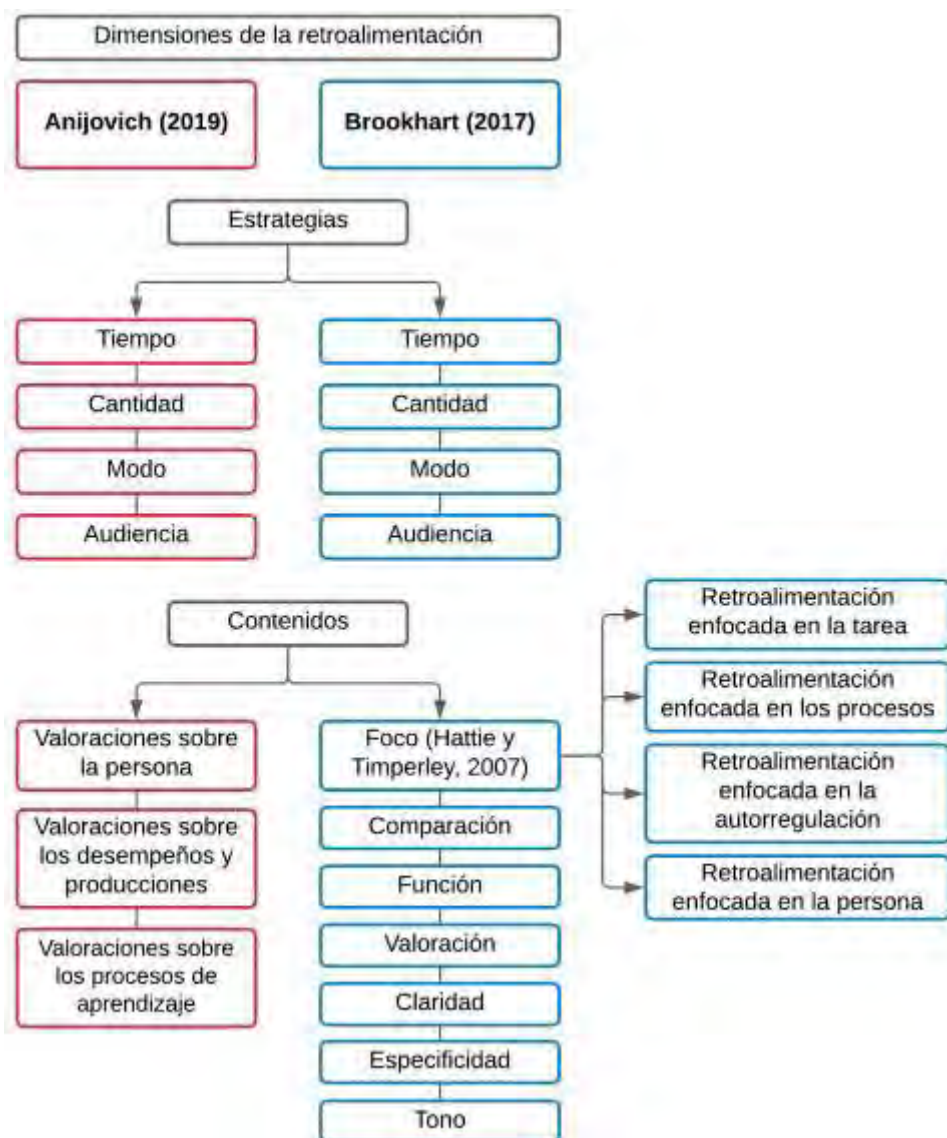 Dimensiones de la retroalimentación
Anijovich (2019)
Brookhart (2017)
Estrategias
Tiempo
Cantidad
Modo
Audiencia
Tiempo
Cantidad
Modo
Audiencia
Contenidos
Valoraciones sobre
la persona
Valoraciones sobre
los desempeños y
producciones
Valoraciones sobre
los procesos de
aprendizaje
Foco (Hattie y
Timperley, 2007)
Comparación
Función
Valoración
Claridad
Especificidad
Tono
Retroalimentación
enfocada en la tarea
Retroalimentación
enfocada en los procesos
Retroalimentación
enfocada en la
autorregulación
Retroalimentación
enfocada en la persona